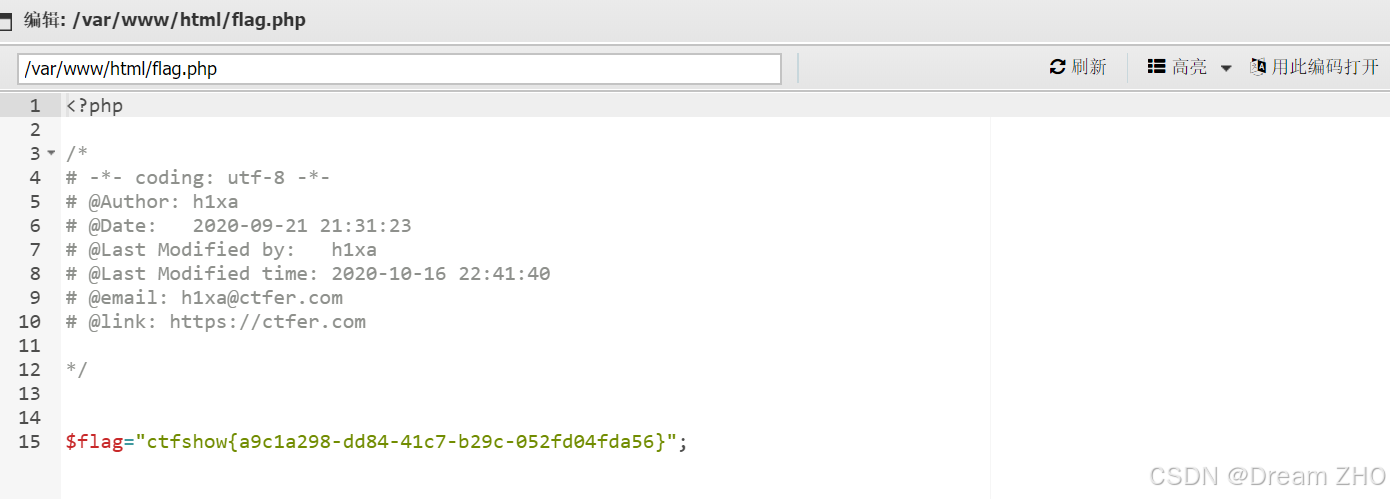 编辑: /var/www/html/flag.php
/var/www/html/flag.php 刷新 高亮 用此编码打开
1 <?php
2
3 /*
4 # -*- coding: utf-8 -*-
5 # @Author: h1xa
6 # @Date:   2020-09-21 21:31:23
7 # @Last Modified by:   h1xa
8 # @Last Modified time: 2020-10-16 22:41:40
9 # @email: h1xa@ctfer.com
10 # @link: https://ctfer.com
11
12 */
13
14
15 $flag="ctfshow{a9c1a298-dd84-41c7-b29c-052fd04fda56}";
CSDN @Dream ZHO